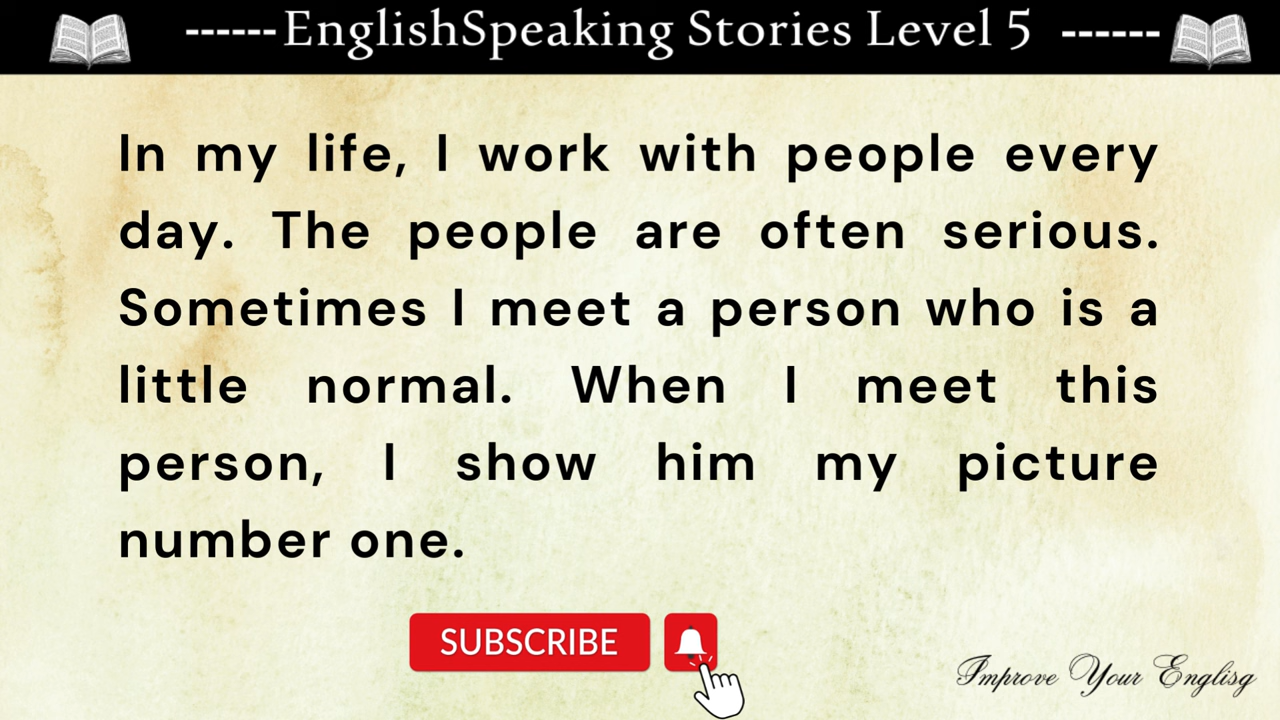 ------EnglishSpeaking Stories Level 5 ------
In my life, I work with people every
day. The people are often serious.
Sometimes I meet a person who is a
little normal. When I meet this
person, I show him my picture
number one.
SUBSCRIBE
Improve Your Englisg